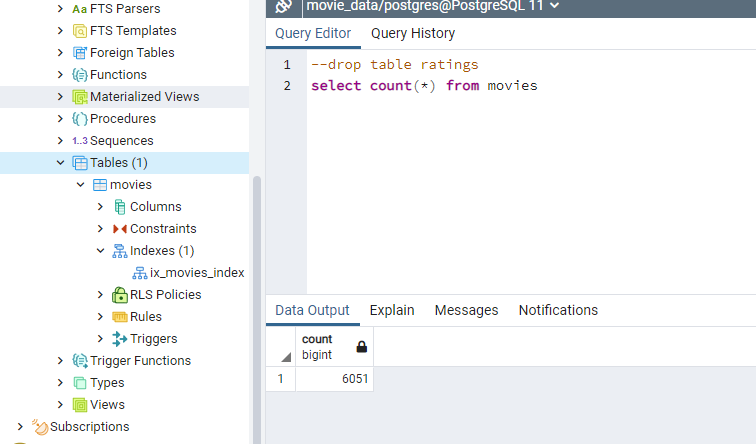 FTS Parsers
FTS Templates
Foreign Tables
Functions
Materialized Views
Procedures
1..3 Sequences
Tables (1)
movies
Columns
Constraints
Indexes (1)
ix_movies_index
RLS Policies
Rules
Triggers
Trigger Functions
Types
Views
Subscriptions
movie_data/postgres@PostgreSQL 11
Query Editor Query History
1 --drop table ratings
2 select count(*) from movies
Data Output Explain Messages Notifications
count
bigint
1 6051